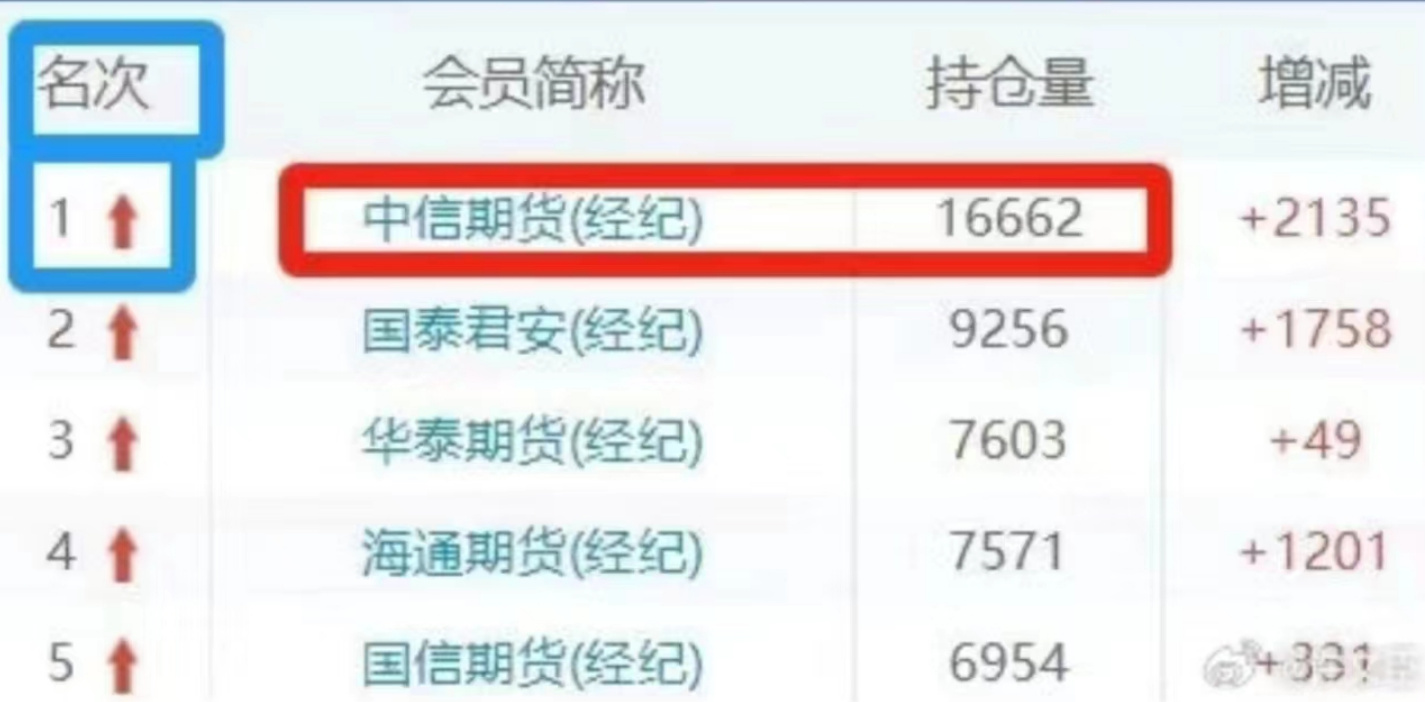 名次 会员简称 持仓量 增减
1 中信期货(经纪) 16662 +2135
2 国泰君安(经纪) 9256 +1758
3 华泰期货(经纪) 7603 +49
4 海通期货(经纪) 7571 +1201
5 国信期货(经纪) 6954 +331